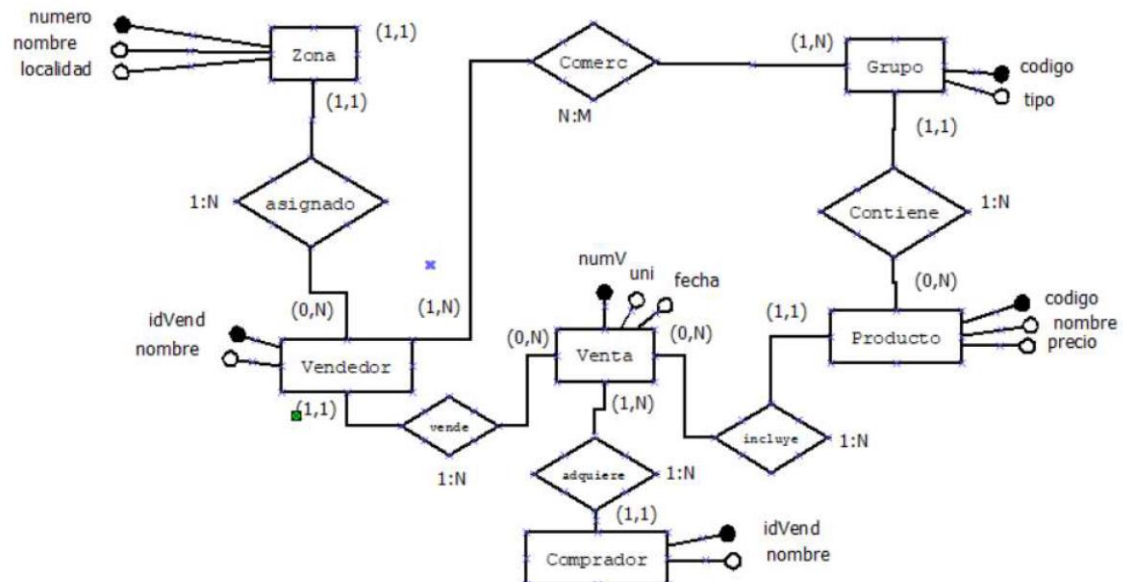 numero
nombre
localidad
Zona
(1,1)
(1,1)
Comerc
N:M
(1,N)
Grupo
codigo
tipo
(1,1)
1:N
asignado
Contiene
1:N
(0,N)
(1,N)
numV
uni
fecha
(0,N)
idVend
nombre
Vendedor
(1,1)
(0,N)
Venta
(0,N)
(1,1)
Producto
codigo
nombre
precio
vende
1:N
(1,N)
incluye
1:N
adquiere
1:N
(1,1)
Comprador
idVend
nombre